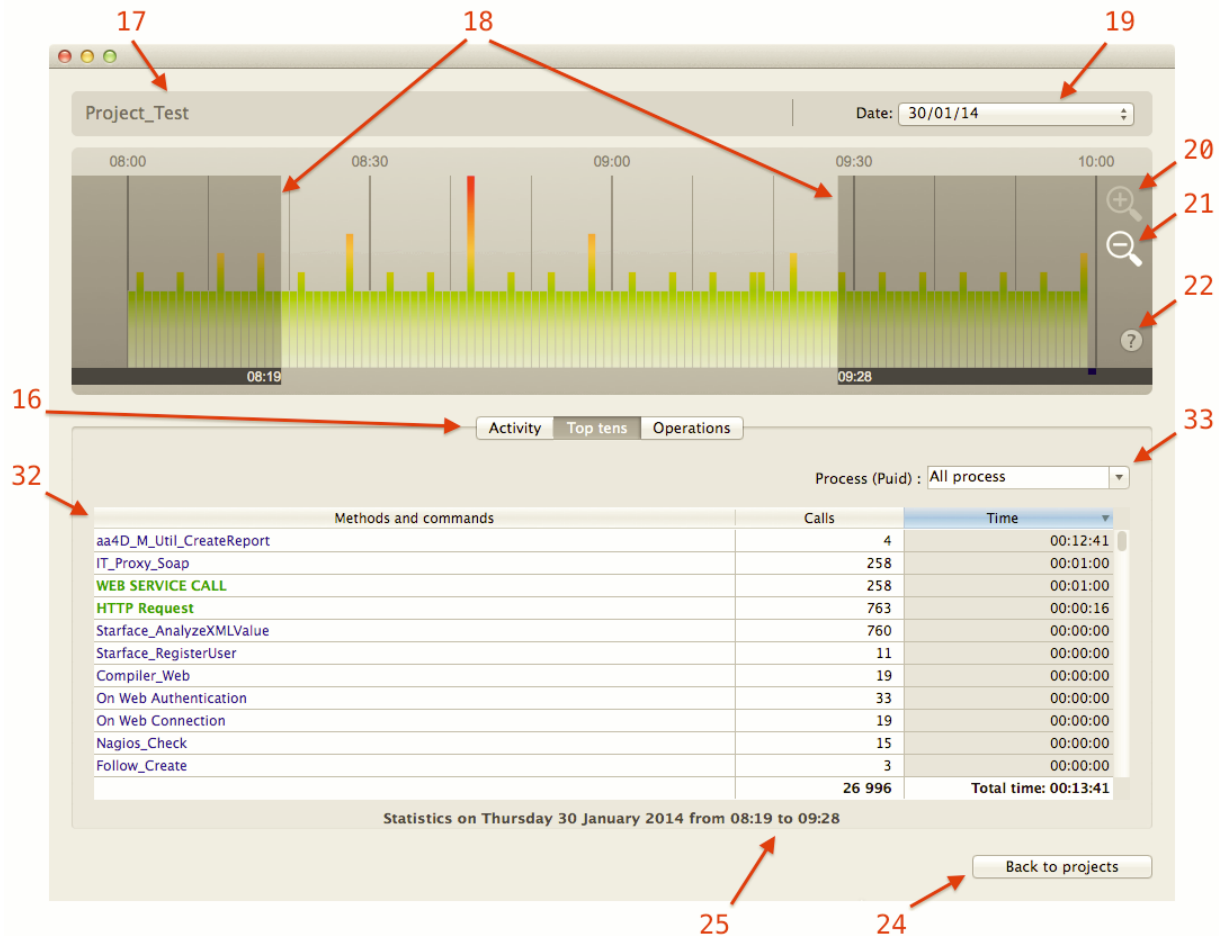 17 18 19
Project_Test Date: 30/01/14
08:00 08:30 09:00 09:30 10:00
20
21
22
?
08:19 09:28
16
Activity Top tens Operations
33
Process (Puid) : All process
32
Methods and commands Calls Time
aa4D_M_Util_CreateReport 4 00:12:41
IT_Proxy_Soap 258 00:01:00
WEB SERVICE CALL 258 00:01:00
HTTP Request 763 00:00:16
Starface_AnalyzeXMLValue 760 00:00:00
Starface_RegisterUser 11 00:00:00
Compiler_Web 19 00:00:00
On Web Authentication 33 00:00:00
On Web Connection 19 00:00:00
Nagios_Check 15 00:00:00
Follow_Create 3 00:00:00
26 996 Total time: 00:13:41
Statistics on Thursday 30 January 2014 from 08:19 to 09:28
Back to projects
25 24